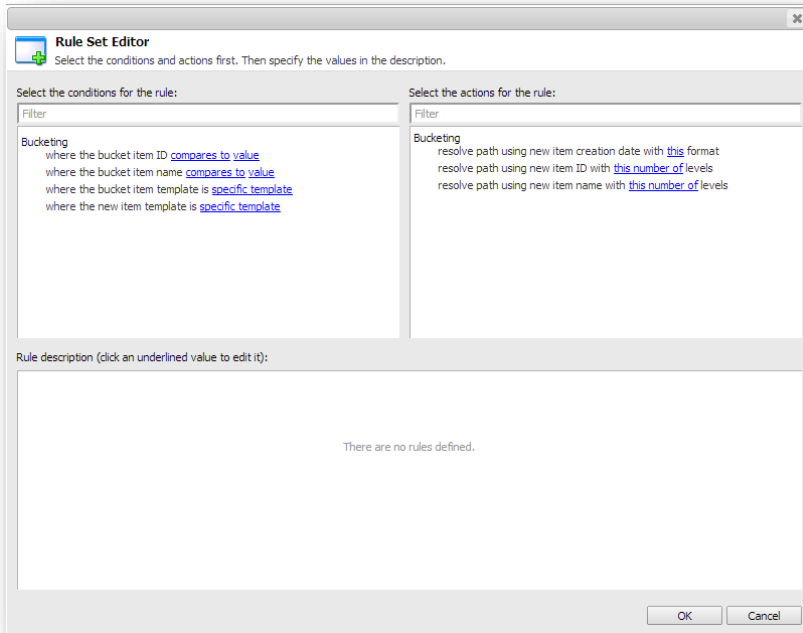 Rule Set Editor
Select the conditions and actions first. Then specify the values in the description.
Select the conditions for the rule:
Filter
Bucketing
where the bucket item ID compares to value
where the bucket item name compares to value
where the bucket item template is specific template
where the new item template is specific template
Select the actions for the rule:
Filter
Bucketing
resolve path using new item creation date with this format
resolve path using new item ID with this number of levels
resolve path using new item name with this number of levels
Rule description (click an underlined value to edit it):
There are no rules defined.
OK
Cancel